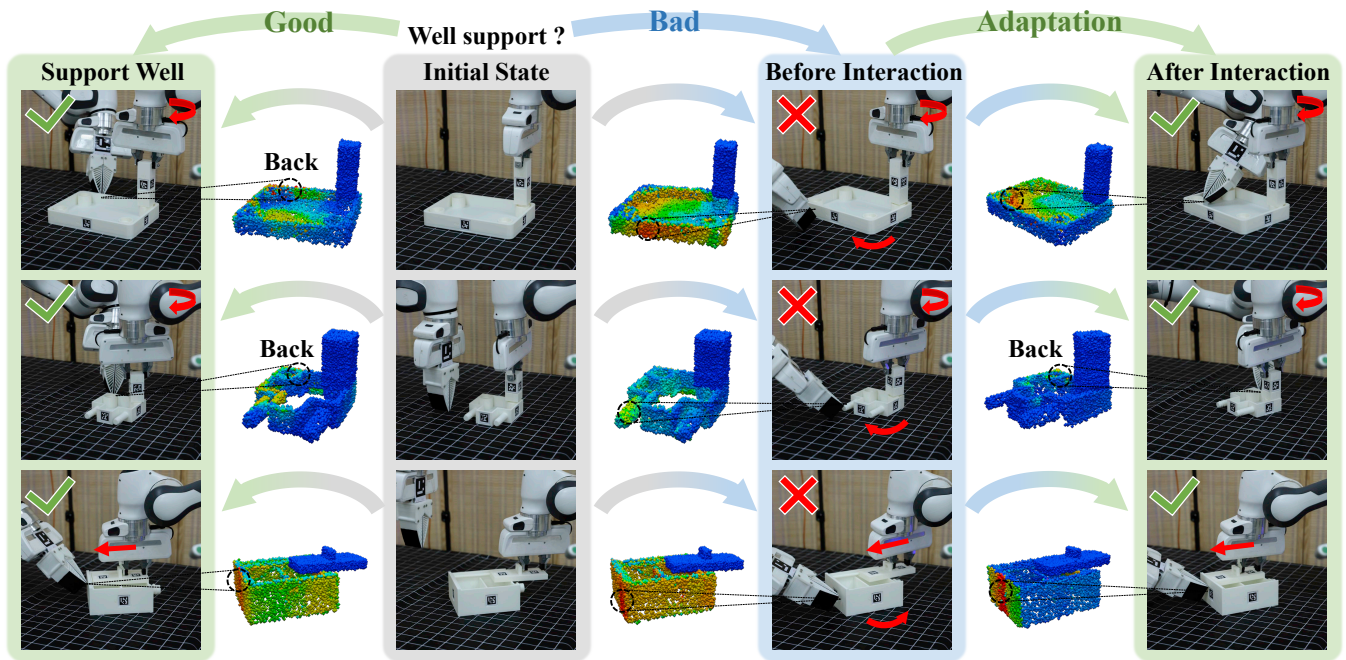 Good
Well support ?
Bad
Adaptation
Support Well
Initial State
Before Interaction
After Interaction
Back
Back
Back